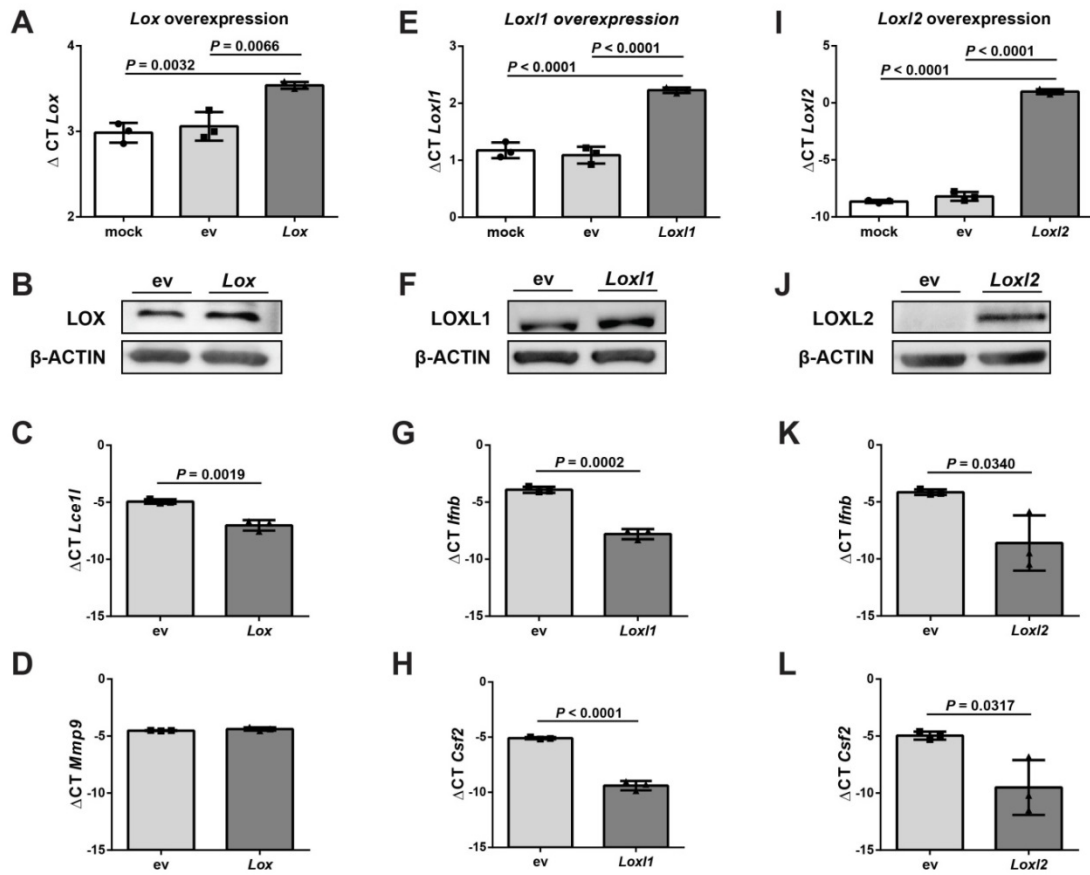 A
Lox overexpression
P = 0.0066
P = 0.0032
Δ CT Lox
4
3
2
mock ev Lox
E
Loxl1 overexpression
P < 0.0001
P < 0.0001
ΔCT Loxl1
3
2
1
0
mock ev Loxl1
I
Loxl2 overexpression
P < 0.0001
P < 0.0001
ΔCT Loxl2
5
0
-5
-10
mock ev Loxl2
B
ev Lox
LOX
β-ACTIN
F
ev Loxl1
LOXL1
β-ACTIN
J
ev Loxl2
LOXL2
β-ACTIN
C
P = 0.0019
ΔCT Lce1l
0
-5
-10
-15
ev Lox
G
P = 0.0002
ΔCT Ifnb
0
-5
-10
-15
ev Loxl1
K
P = 0.0340
ΔCT Ifnb
0
-5
-10
-15
ev Loxl2
D
ΔCT Mmp9
0
-5
-10
-15
ev Lox
H
P < 0.0001
ΔCT Csf2
0
-5
-10
-15
ev Loxl1
L
P = 0.0317
ΔCT Csf2
0
-5
-10
-15
ev Loxl2